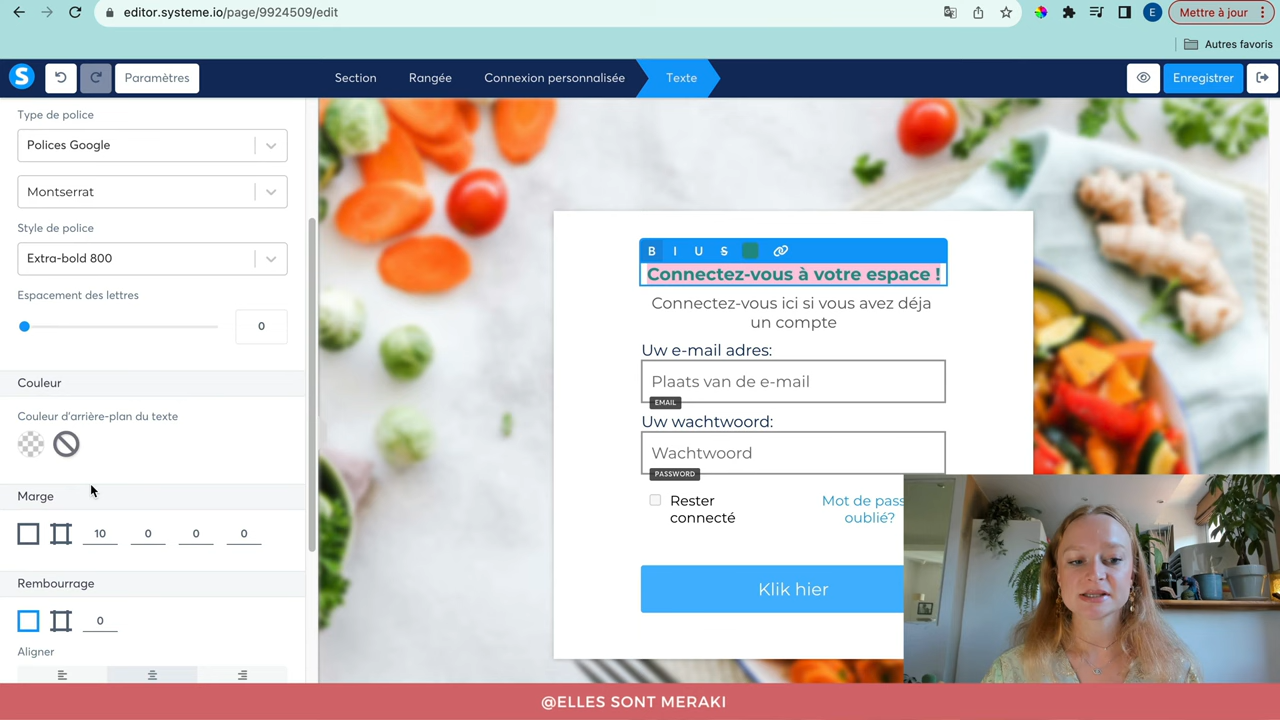 editor.systeme.io/page/9924509/edit
E
Mettre à jour
Autres favoris
S
Paramètres
Section
Rangée
Connexion personnalisée
Texte
Enregistrer
Type de police
Polices Google
Montserrat
Style de police
Extra-bold 800
Espacement des lettres
0
Couleur
Couleur d'arrière-plan du texte
Marge
10 0 0 0
Rembourrage
0
Aligner
B I U S
Connectez-vous à votre espace !
Connectez-vous ici si vous avez déja
un compte
Uw e-mail adres:
Plaats van de e-mail
EMAIL
Uw wachtwoord:
Wachtwoord
PASSWORD
Rester
connecté
Mot de pass
oublié?
Klik hier
@ELLES SONT MERAKI